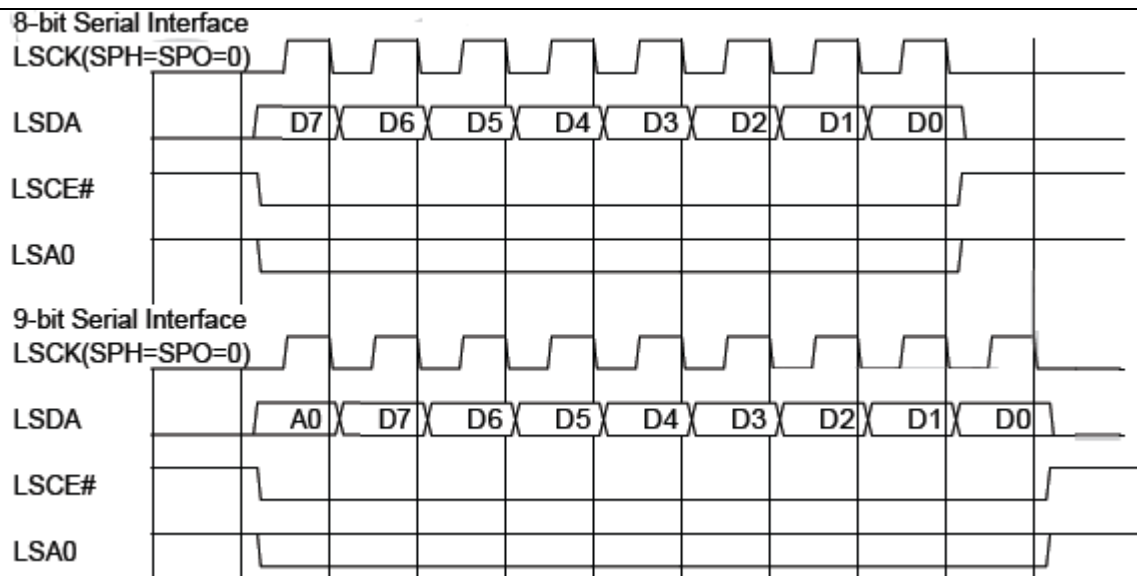 8-bit Serial Interface
LSCK(SPH=SPO=0)
LSDA D7 D6 D5 D4 D3 D2 D1 D0
LSCE#
LSA0
9-bit Serial Interface
LSCK(SPH=SPO=0)
LSDA A0 D7 D6 D5 D4 D3 D2 D1 D0
LSCE#
LSA0